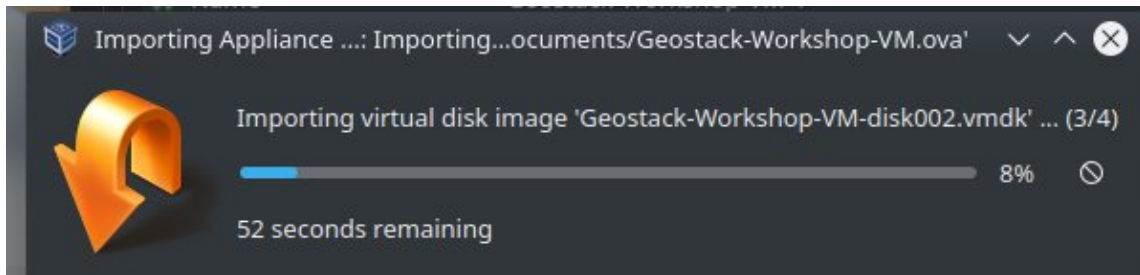 Importing Appliance ...: Importing...ocuments/Geostack-Workshop-VM.ova'
Importing virtual disk image 'Geostack-Workshop-VM-disk002.vmdk' ... (3/4)
8%
52 seconds remaining